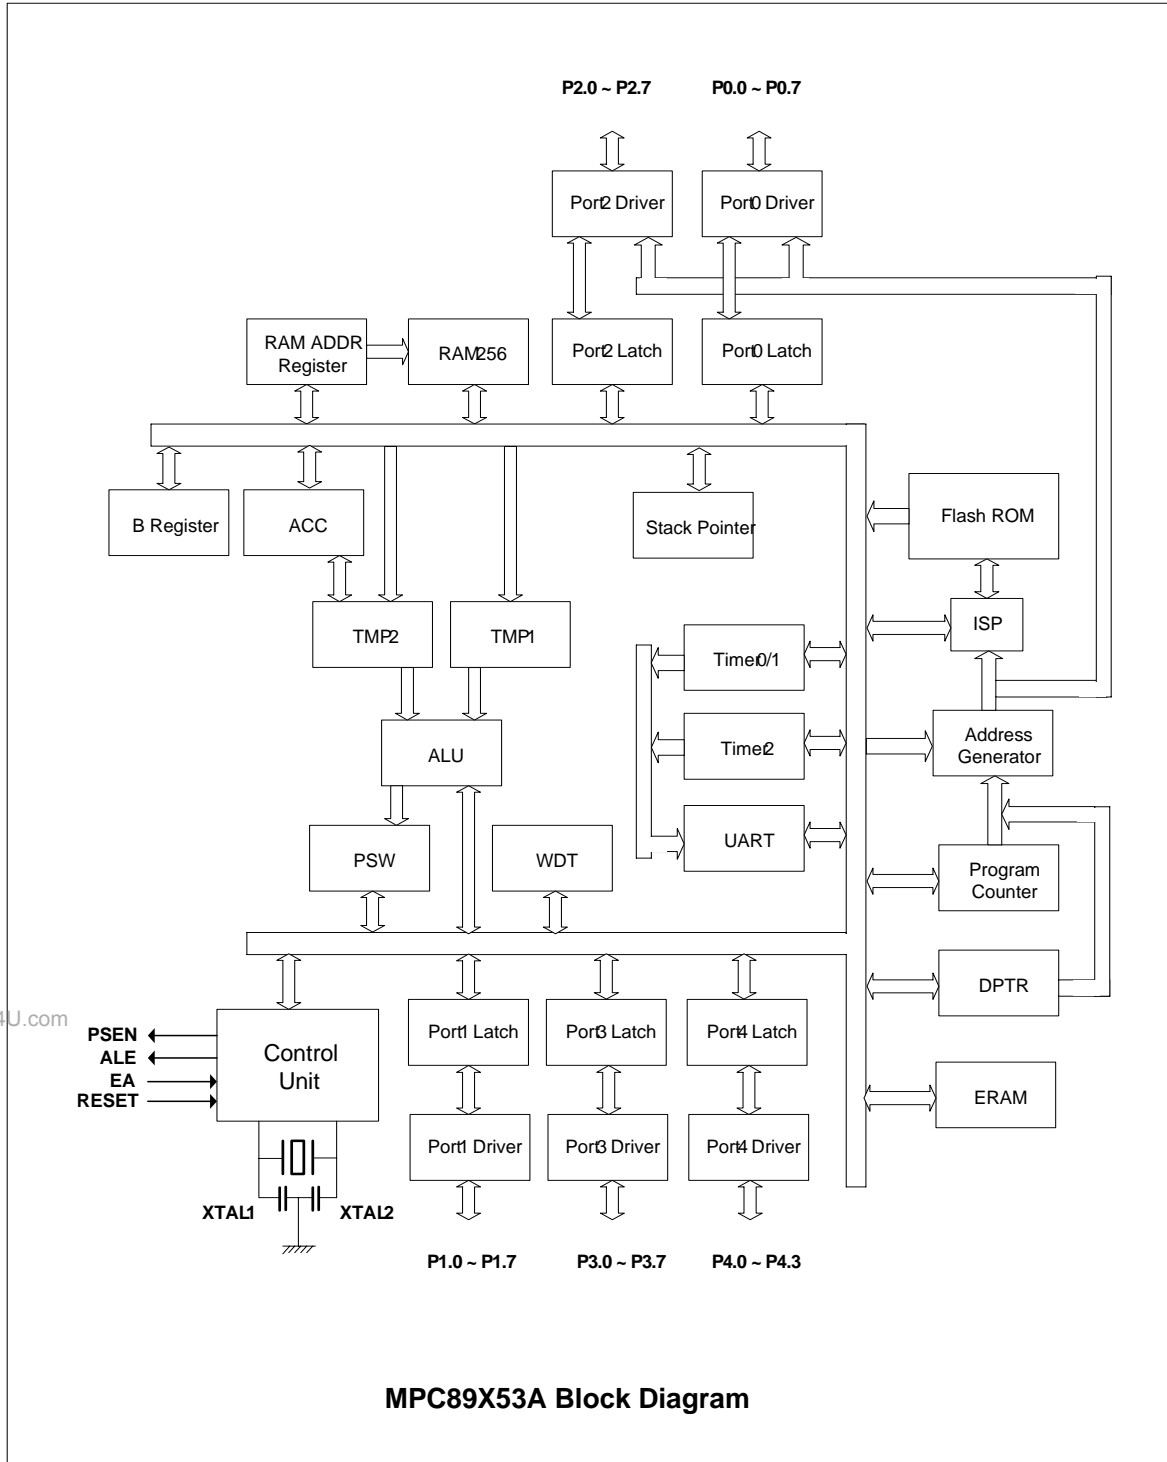 P2.0 ~ P2.7 P0.0 ~ P0.7
Port2 Driver Port0 Driver
RAM ADDR
Register
RAM256
Port2 Latch Port0 Latch
B Register ACC Stack Pointer Flash ROM
TMP2 TMP1 ISP
Timer0/1
ALU Timer2
Address
Generator
PSW WDT UART
Program
Counter
DPTR
4U.com
PSEN
ALE
EA
RESET
Control
Unit
Port1 Latch Port3 Latch Port4 Latch
ERAM
Port1 Driver Port3 Driver Port4 Driver
XTAL1 XTAL2
P1.0 ~ P1.7 P3.0 ~ P3.7 P4.0 ~ P4.3
MPC89X53A Block Diagram